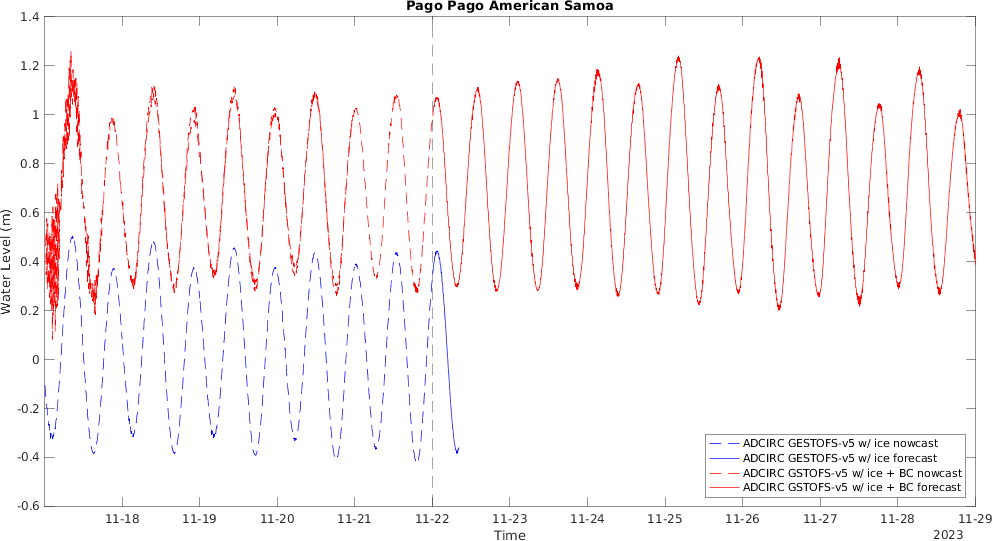 Pago Pago American Samoa
Water Level (m)
1.4
1.2
1
0.8
0.6
0.4
0.2
0
-0.2
-0.4
-0.6
ADCIRC GESTOFS-v5 w/ ice nowcast
ADCIRC GESTOFS-v5 w/ ice forecast
ADCIRC GSTOFS-v5 w/ ice + BC nowcast
ADCIRC GSTOFS-v5 w/ ice + BC forecast
11-18 11-19 11-20 11-21 11-22 11-23 11-24 11-25 11-26 11-27 11-28 11-29
Time
2023